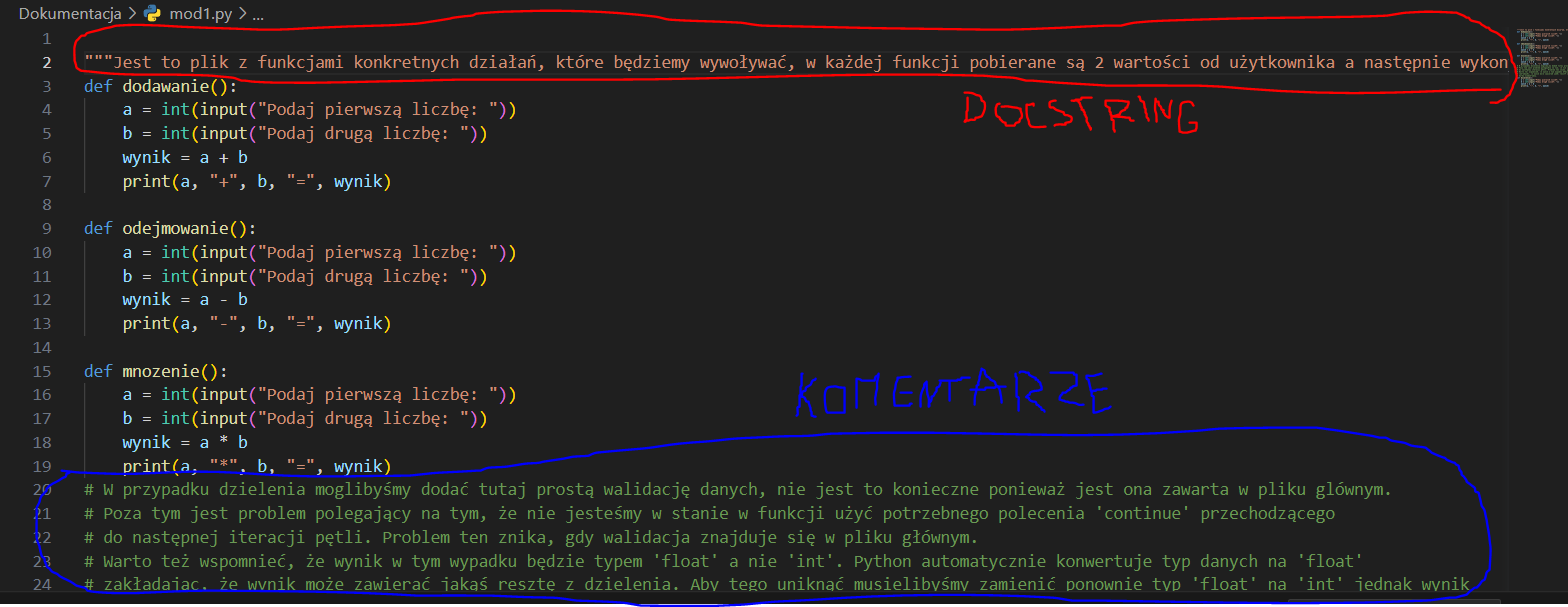 Dokumentacja > mod1.py > ...
1
2 """Jest to plik z funkcjami konkretnych działań, które będziemy wywoływać, w każdej funkcji pobierane są 2 wartości od użytkownika a następnie wykon
3 def dodawanie():
DOCSTRING
4 a = int(input("Podaj pierwszą liczbę: "))
5 b = int(input("Podaj drugą liczbę: "))
6 wynik = a + b
7 print(a, "+", b, "=", wynik)
8
9 def odejmowanie():
10 a = int(input("Podaj pierwszą liczbę: "))
11 b = int(input("Podaj drugą liczbę: "))
12 wynik = a - b
13 print(a, "-", b, "=", wynik)
14
15 def mnozenie():
KOMENTARZE
16 a = int(input("Podaj pierwszą liczbę: "))
17 b = int(input("Podaj drugą liczbę: "))
18 wynik = a * b
19 print(a, "*", b, "=", wynik)
20 # W przypadku dzielenia moglibyśmy dodać tutaj prostą walidację danych, nie jest to konieczne ponieważ jest ona zawarta w pliku głównym.
21 # Poza tym jest problem polegający na tym, że nie jesteśmy w stanie w funkcji użyć potrzebnego polecenia 'continue' przechodzącego
22 # do następnej iteracji pętli. Problem ten znika, gdy walidacja znajduje się w pliku głównym.
23 # Warto też wspomnieć, że wynik w tym wypadku będzie typem 'float' a nie 'int'. Python automatycznie konwertuje typ danych na 'float'
24 # zakładając, że wynik może zawierać jakąś resztę z dzielenia. Aby tego uniknąć musielibyśmy zamienić ponownie typ 'float' na 'int' jednak wynik